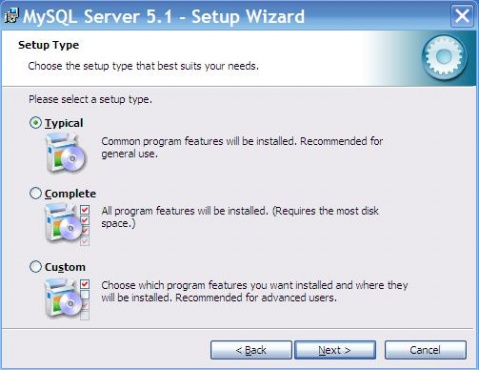 MySQL Server 5.1 - Setup Wizard
Setup Type
Choose the setup type that best suits your needs.
Please select a setup type.
Typical
Common program features will be installed. Recommended for
general use.
Complete
All program features will be installed. (Requires the most disk
space.)
Custom
Choose which program features you want installed and where they
will be installed. Recommended for advanced users.
< Back Next > Cancel